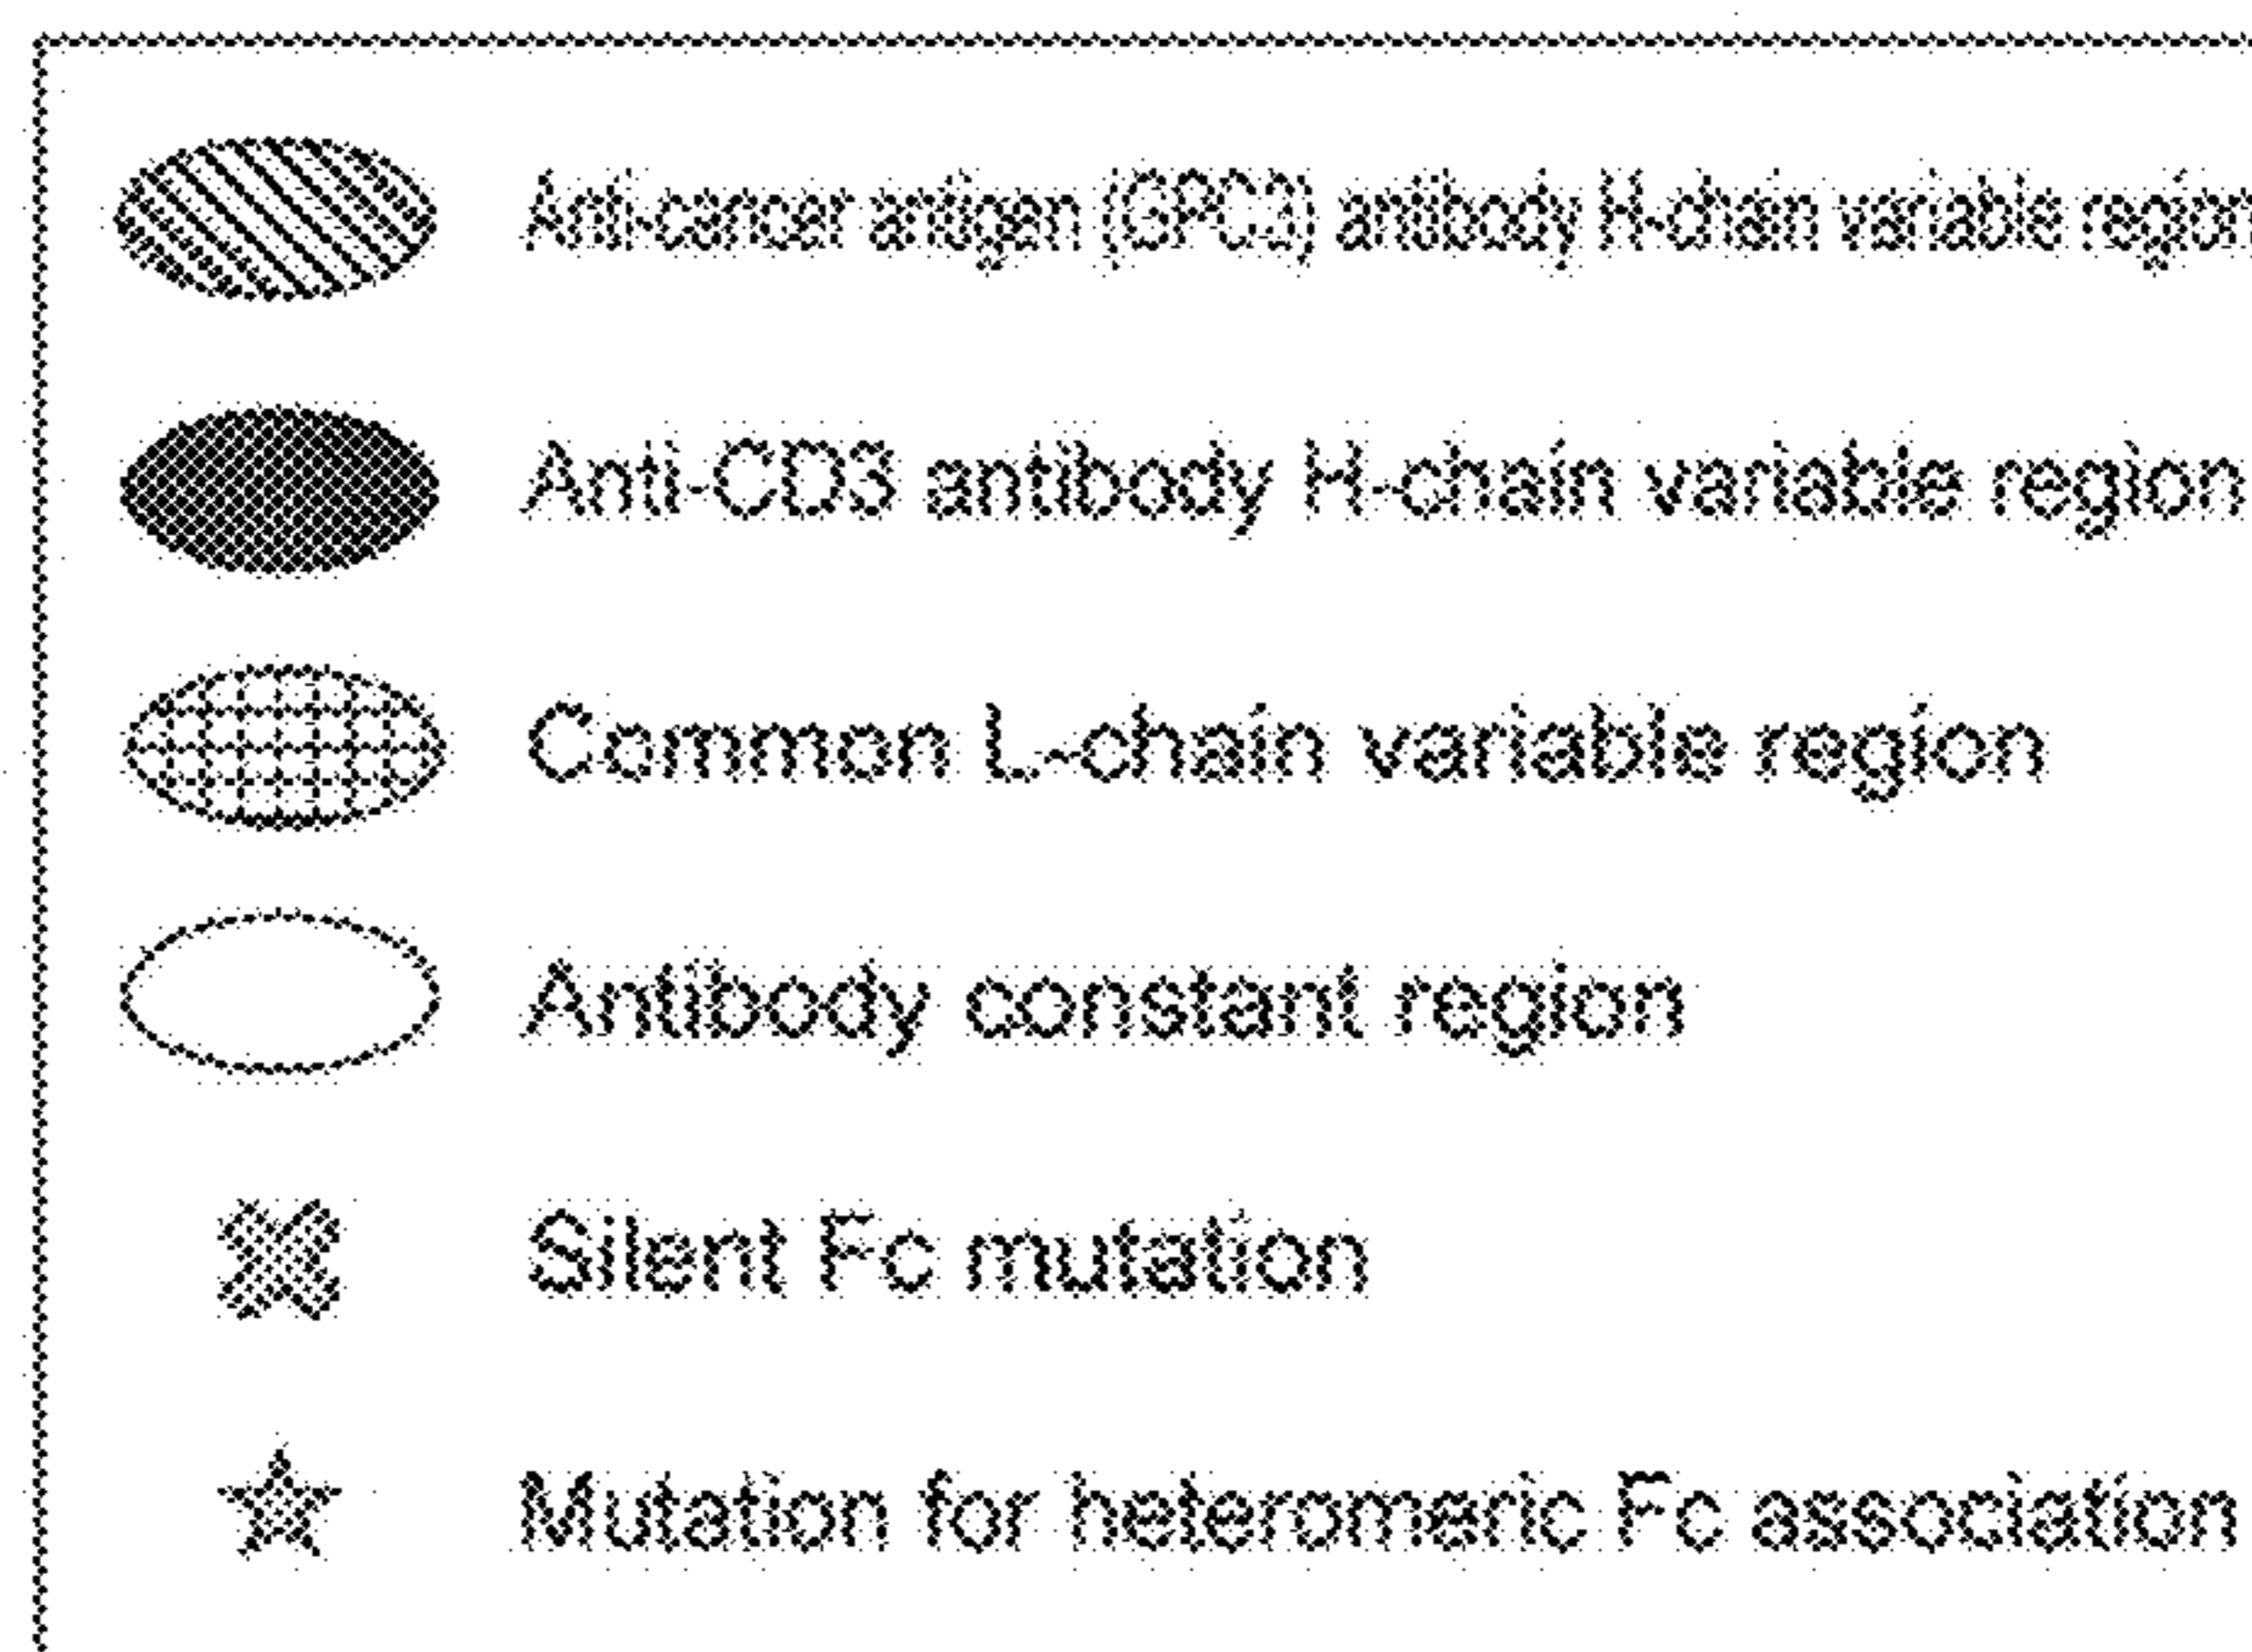 Anti-cancer antigen (GPC3) antibody H-chain variable region
Anti-CD3 antibody H-chain variable region
Common L-chain variable region
Antibody constant region
Silent Fc mutation
Mutation for heteromeric Fc association